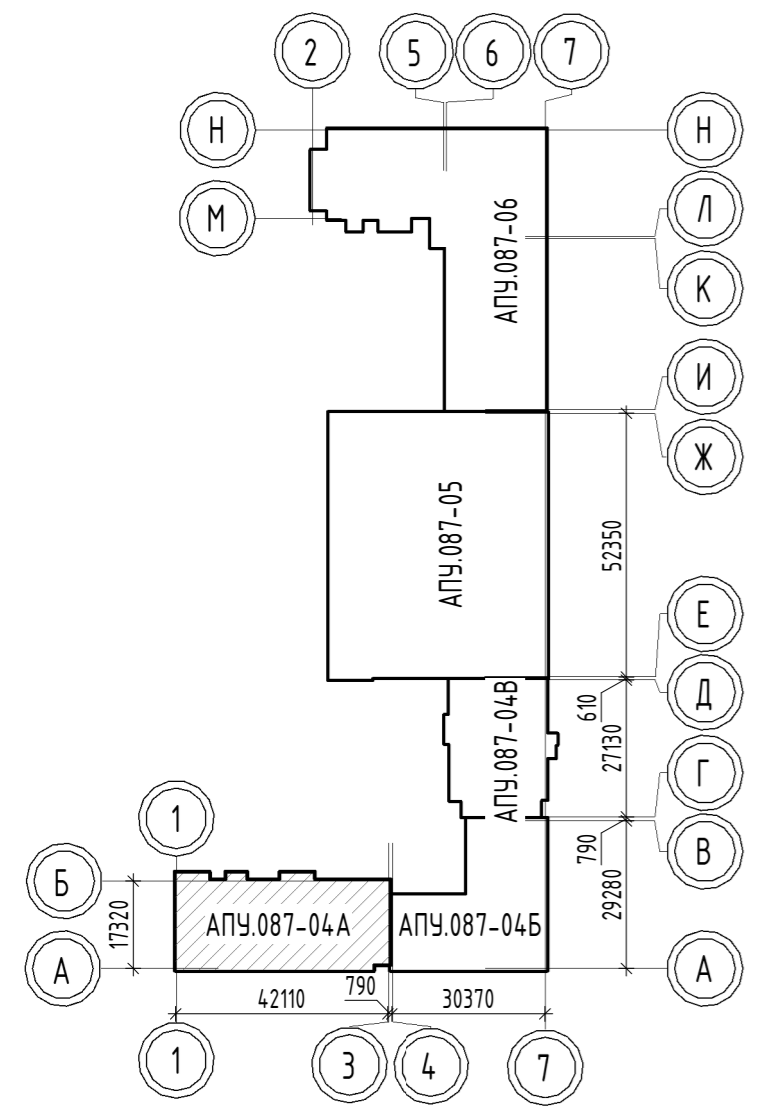 2
5
6
7
Н
Н
М
Л
АПУ.087-06
К
И
Ж
АПУ.087-05
52350
Е
Д
610
27130
АПУ.087-04В
Г
1
790
В
Б
29280
17320
АПУ.087-04А
АПУ.087-04Б
А
А
790
42110
30370
1
3
4
7